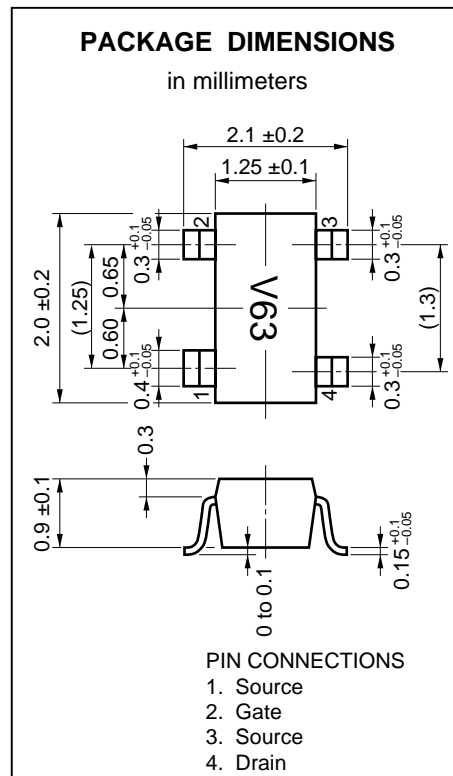 PACKAGE DIMENSIONS
in millimeters
2.1 ±0.2
1.25 ±0.1
2
3
0.3 +0.1 −0.05
0.3 +0.1 −0.05
2.0 ±0.2
(1.25)
0.65
0.60
V63
(1.3)
0.4 +0.1 −0.05
0.3 +0.1 −0.05
1
4
0.3
0.9 ±0.1
0 to 0.1
0.15 +0.1 −0.05
PIN CONNECTIONS
1. Source
2. Gate
3. Source
4. Drain